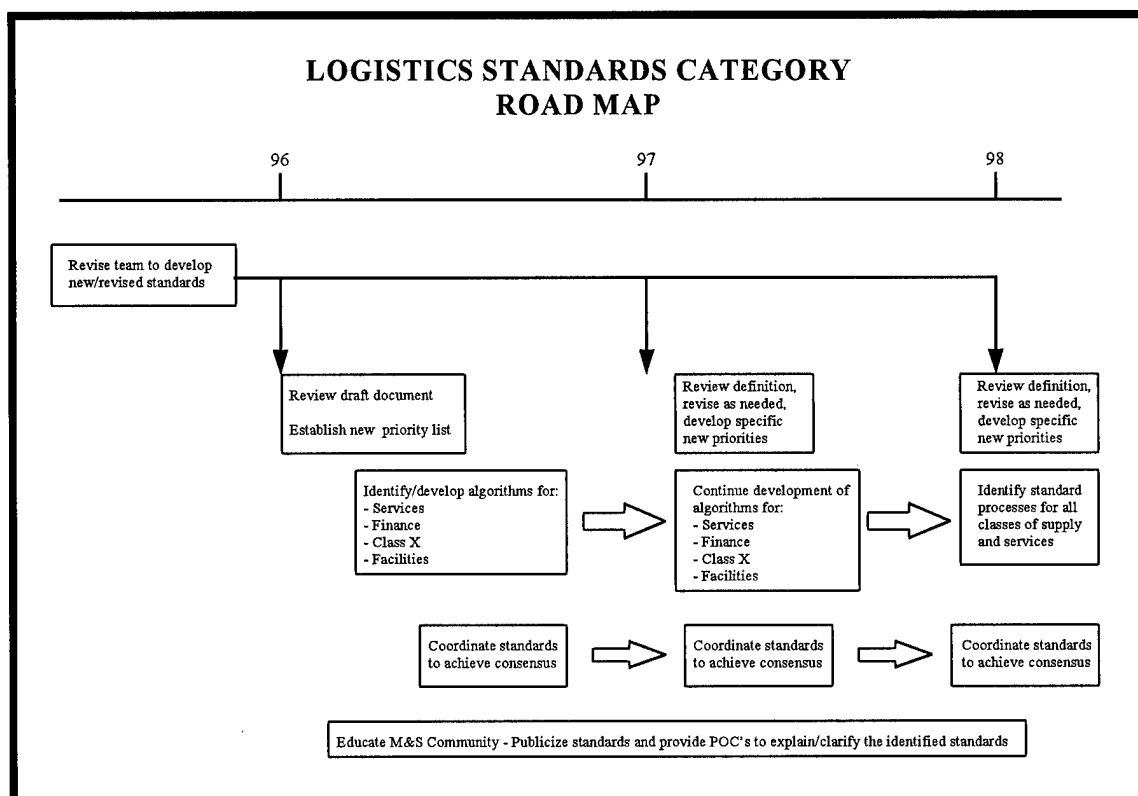 LOGISTICS STANDARDS CATEGORY
ROAD MAP
96
97
98
Revise team to develop
new/revised standards
Review draft document
Establish new priority list
Review definition,
revise as needed,
develop specific
new priorities
Review definition,
revise as needed,
develop specific
new priorities
Identify/develop algorithms for:
- Services
- Finance
- Class X
- Facilities
Continue development of
algorithms for:
- Services
- Finance
- Class X
- Facilities
Identify standard
processes for all
classes of supply
and services
Coordinate standards
to achieve consensus
Coordinate standards
to achieve consensus
Coordinate standards
to achieve consensus
Educate M&S Community - Publicize standards and provide POC's to explain/clarify the identified standards